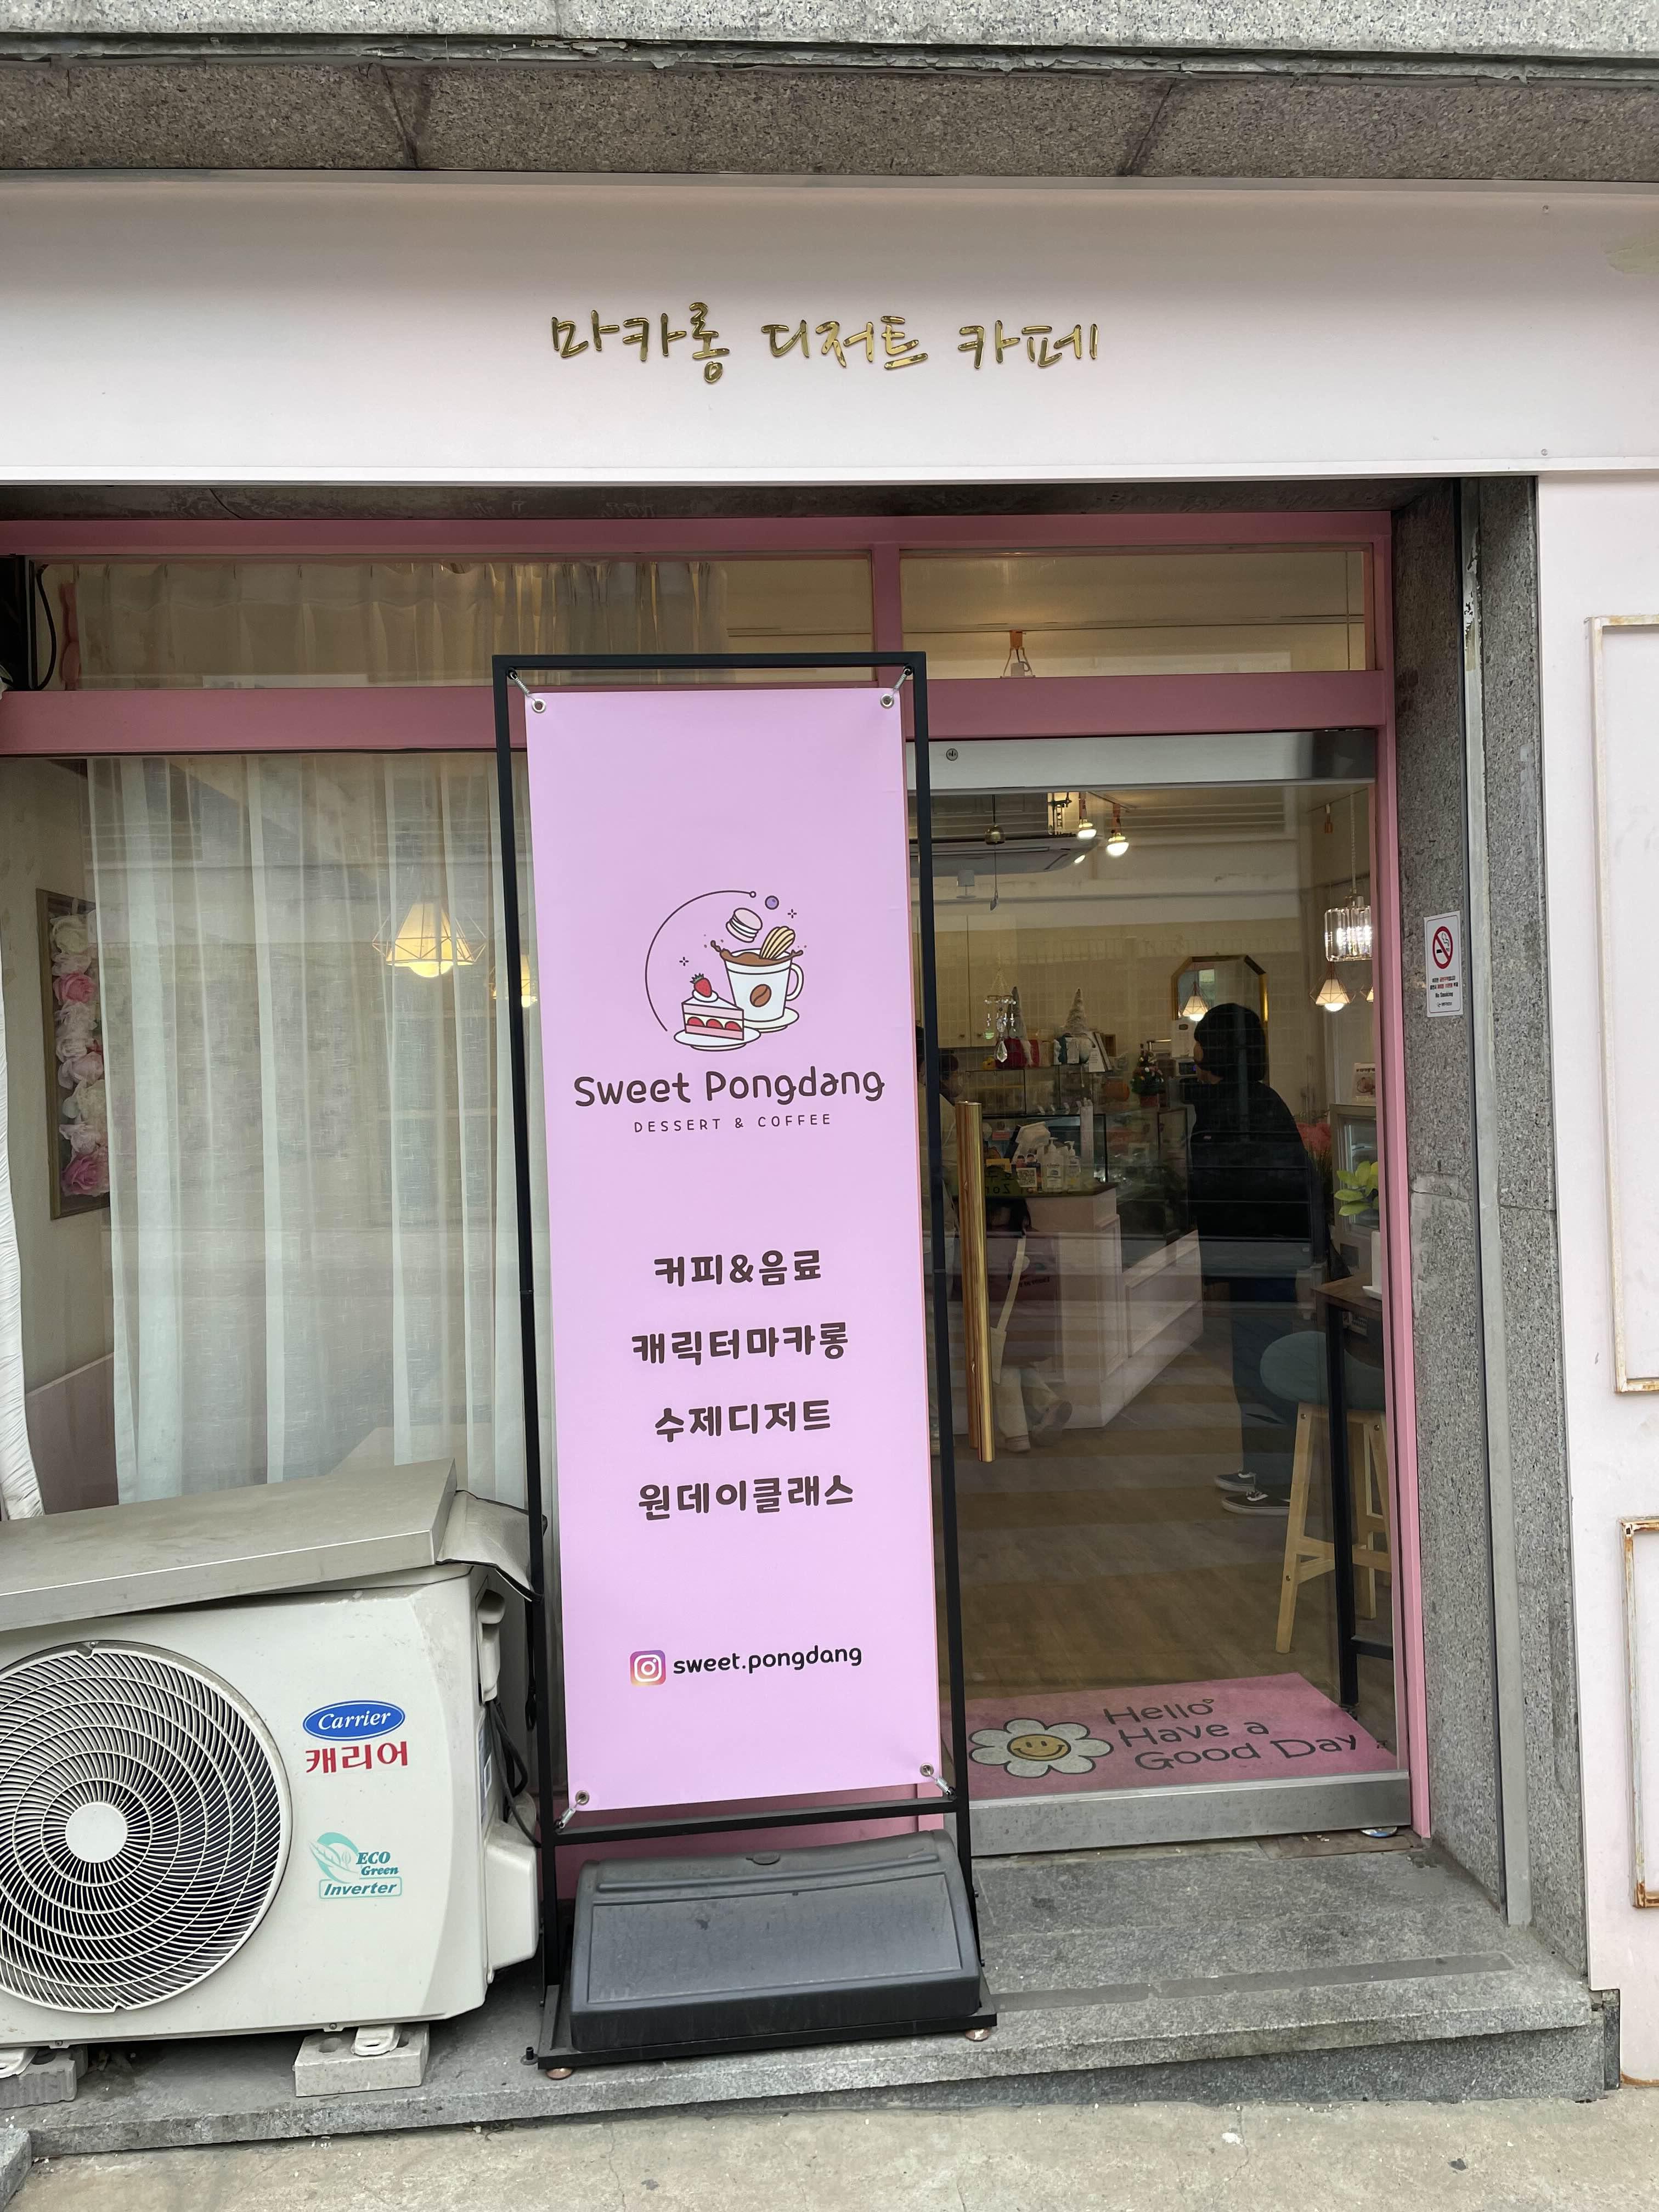 마카롱 디저트 카페
Sweet Pongdang
DESSERT & COFFEE
커피&음료
캐릭터마카롱
수제디저트
원데이클래스
sweet.pongdang
Carrier
캐리어
ECO
Green
Inverter
Hello
Have a
Good Day
No Smoking